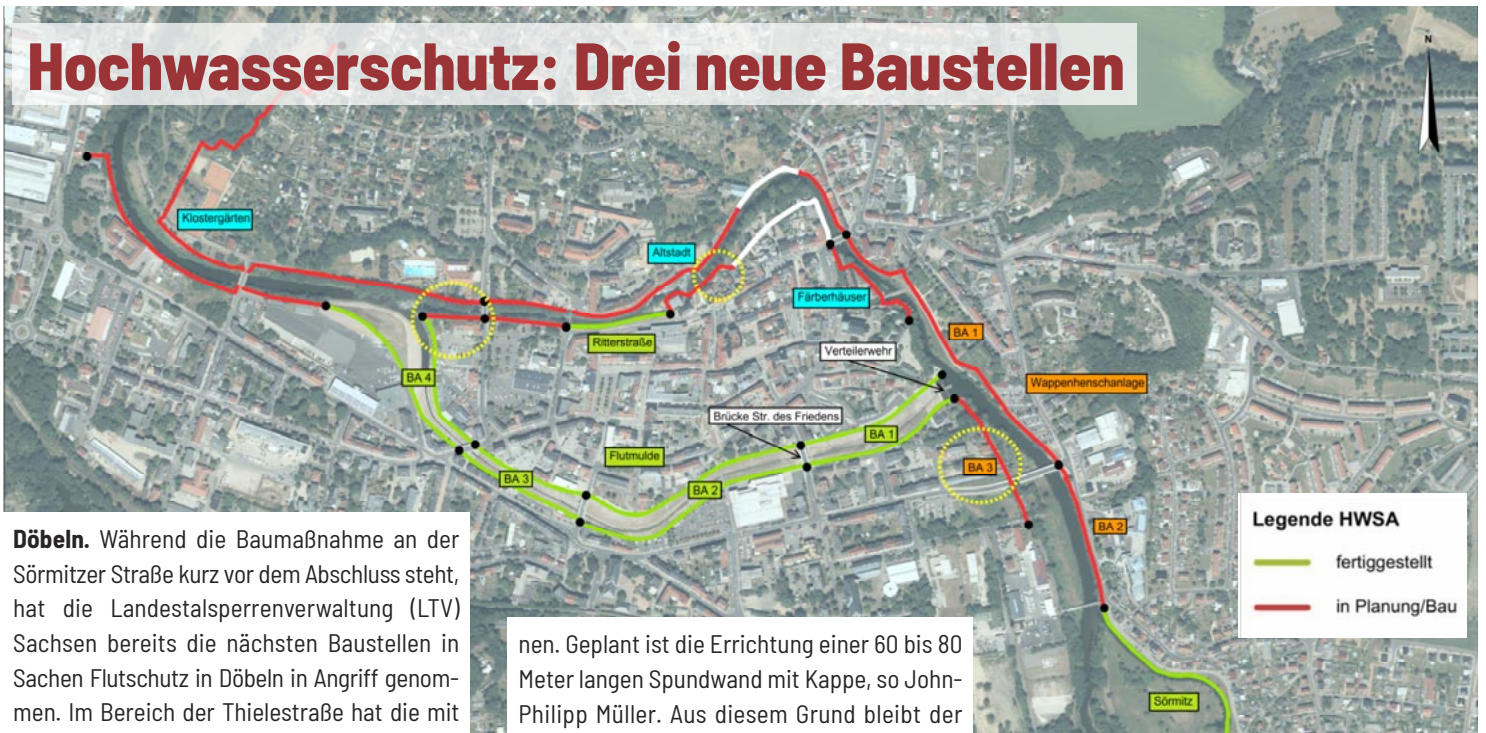 Hochwasserschutz: Drei neue Baustellen
N
Klostergärten
Altstadt
Färberhäuser
Ritterstraße
Verteilerwehr
BA 1
Wappenhenschanlage
BA 4
Brücke Str. des Friedens
BA 1
Flutmulde
BA 3
BA 2
BA 3
BA 2
Sörmitz
Legende HWSA
fertiggestellt
in Planung/Bau
Döbeln. Während die Baumaßnahme an der
Sörmitzer Straße kurz vor dem Abschluss steht,
hat die Landestalsperrenverwaltung (LTV)
Sachsen bereits die nächsten Baustellen in
Sachen Flutschutz in Döbeln in Angriff genom-
men. Im Bereich der Thielestraße hat die mit
nen. Geplant ist die Errichtung einer 60 bis 80
Meter langen Spundwand mit Kappe, so John-
Philipp Müller. Aus diesem Grund bleibt der